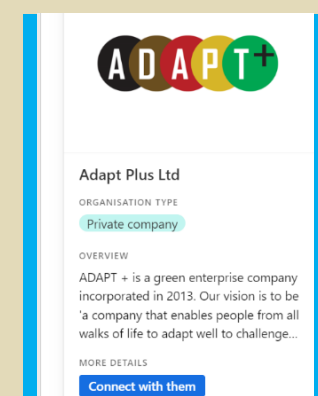 ADAPT+
Adapt Plus Ltd
ORGANISATION TYPE
Private company
OVERVIEW
ADAPT + is a green enterprise company
incorporated in 2013. Our vision is to be
'a company that enables people from all
walks of life to adapt well to challenge...
MORE DETAILS
Connect with them